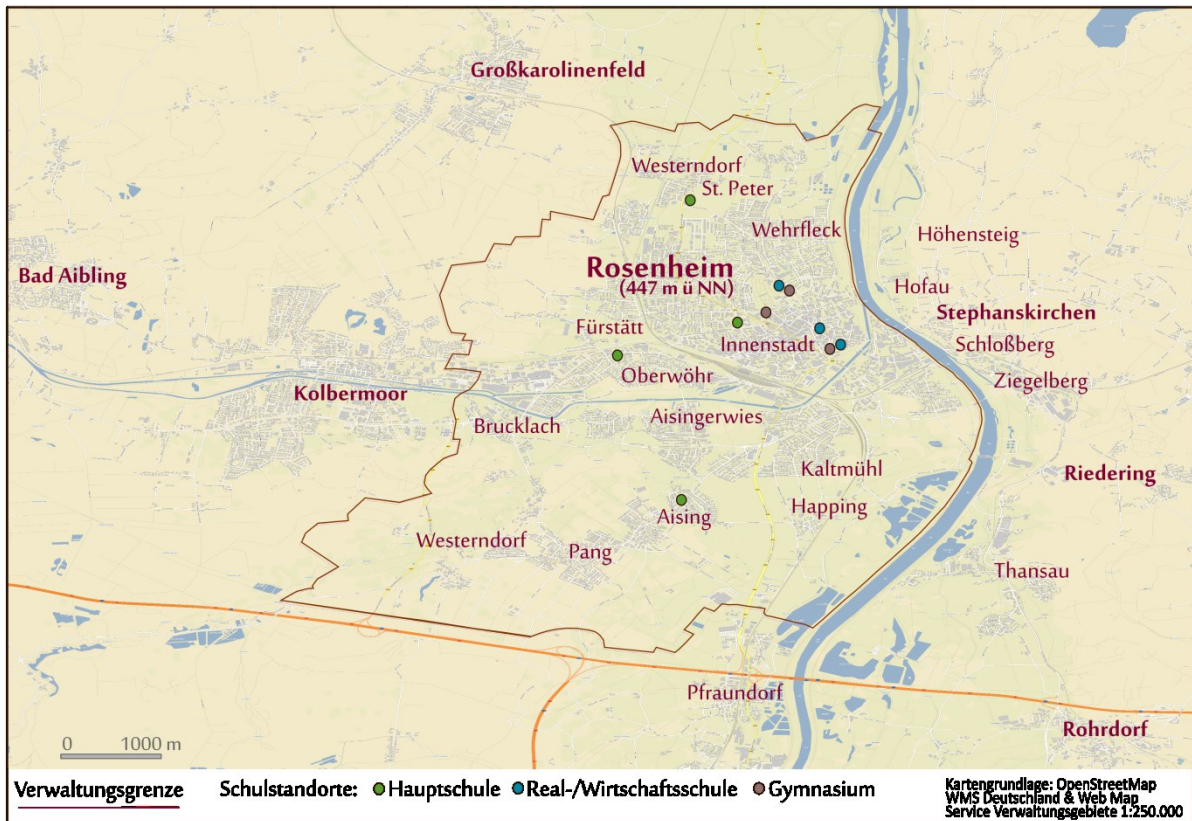 Großkarolinenfeld
Westerndorf
St. Peter
Wehrfleck
Höhensteig
Bad Aibling
Rosenheim
(447 m ü NN)
Hofau
Stephanskirchen
Fürstätt
Innenstadt
Schloßberg
Oberwöhr
Ziegelberg
Kolbermoor
Brucklach
Aisingerwies
Kaltmühl
Riedering
Happing
Aising
Westerndorf
Pang
Thansau
Pfraundorf
Rohrdorf
0 1000 m
Verwaltungsgrenze
Schulstandorte: Hauptschule Real-/Wirtschaftsschule Gymnasium
Kartengrundlage: OpenStreetMap
WMS Deutschland & Web Map
Service Verwaltungsgebiete 1:250.000